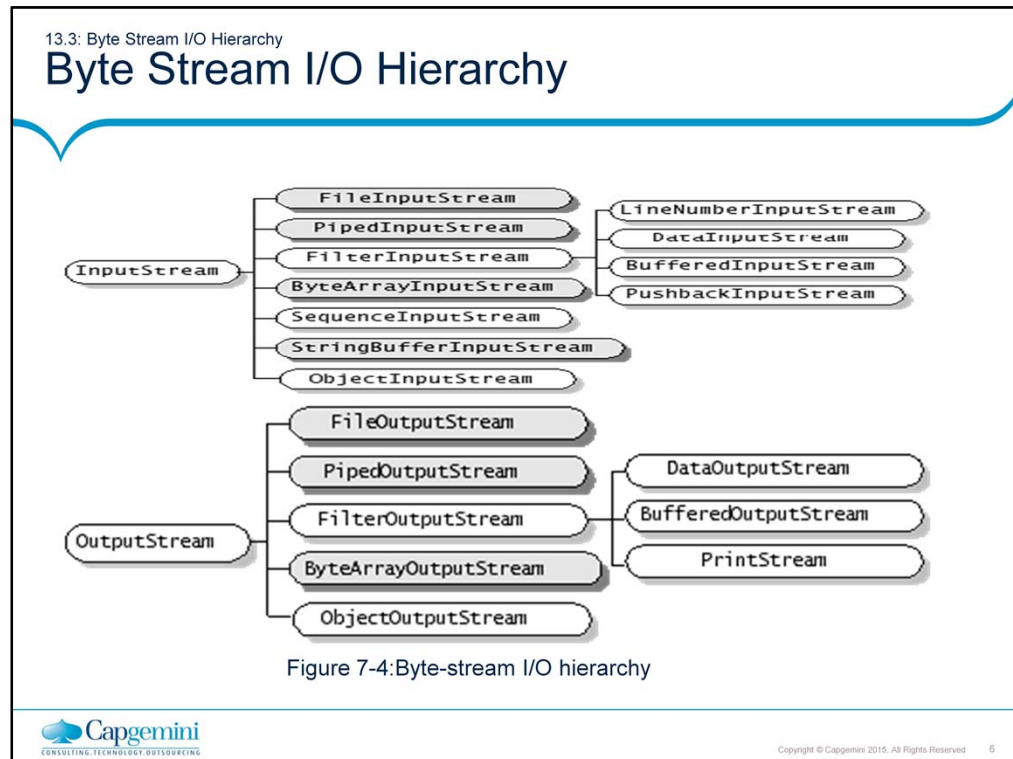 13.3: Byte Stream I/O Hierarchy
Byte Stream I/O Hierarchy
InputStream
FileInputStream
PipedInputStream
FilterInputStream
ByteArrayInputStream
SequenceInputStream
StringBufferInputStream
ObjectInputStream
LineNumberInputStream
DataInputStream
BufferedInputStream
PushbackInputStream
OutputStream
FileOutputStream
PipedOutputStream
FilterOutputStream
ByteArrayOutputStream
ObjectOutputStream
DataOutputStream
BufferedOutputStream
PrintStream
Figure 7-4:Byte-stream I/O hierarchy
Capgemini
CONSULTING.TECHNOLOGY.OUTSOURCING
Copyright © Capgemini 2015. All Rights Reserved 6